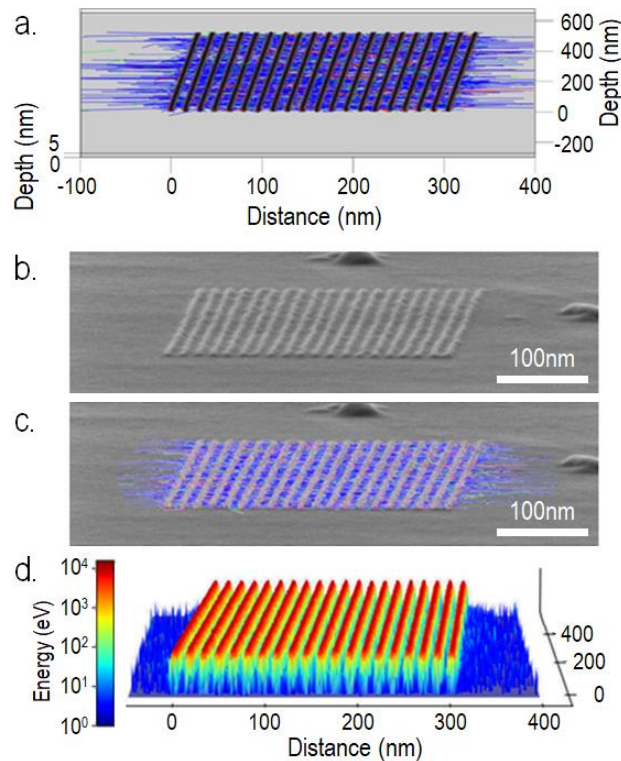 a.
600
400
200
0
-200
Depth (nm)
Depth (nm)
5
0
-100 0 100 200 300 400
Distance (nm)
b.
100nm
c.
100nm
d.
10⁴
10³
10²
10¹
10⁰
Energy (eV)
400
200
0
0 100 200 300 400
Distance (nm)